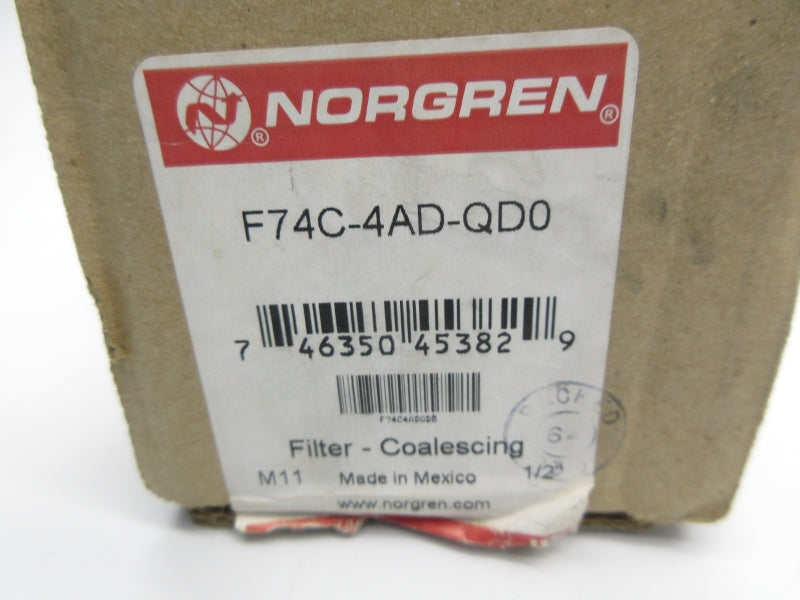 NORGREN®
F74C-4AD-QD0
7 46350 45382 9
F74C4ADQD0
Filter - Coalescing
M11 Made in Mexico 1/2"
www.norgren.com